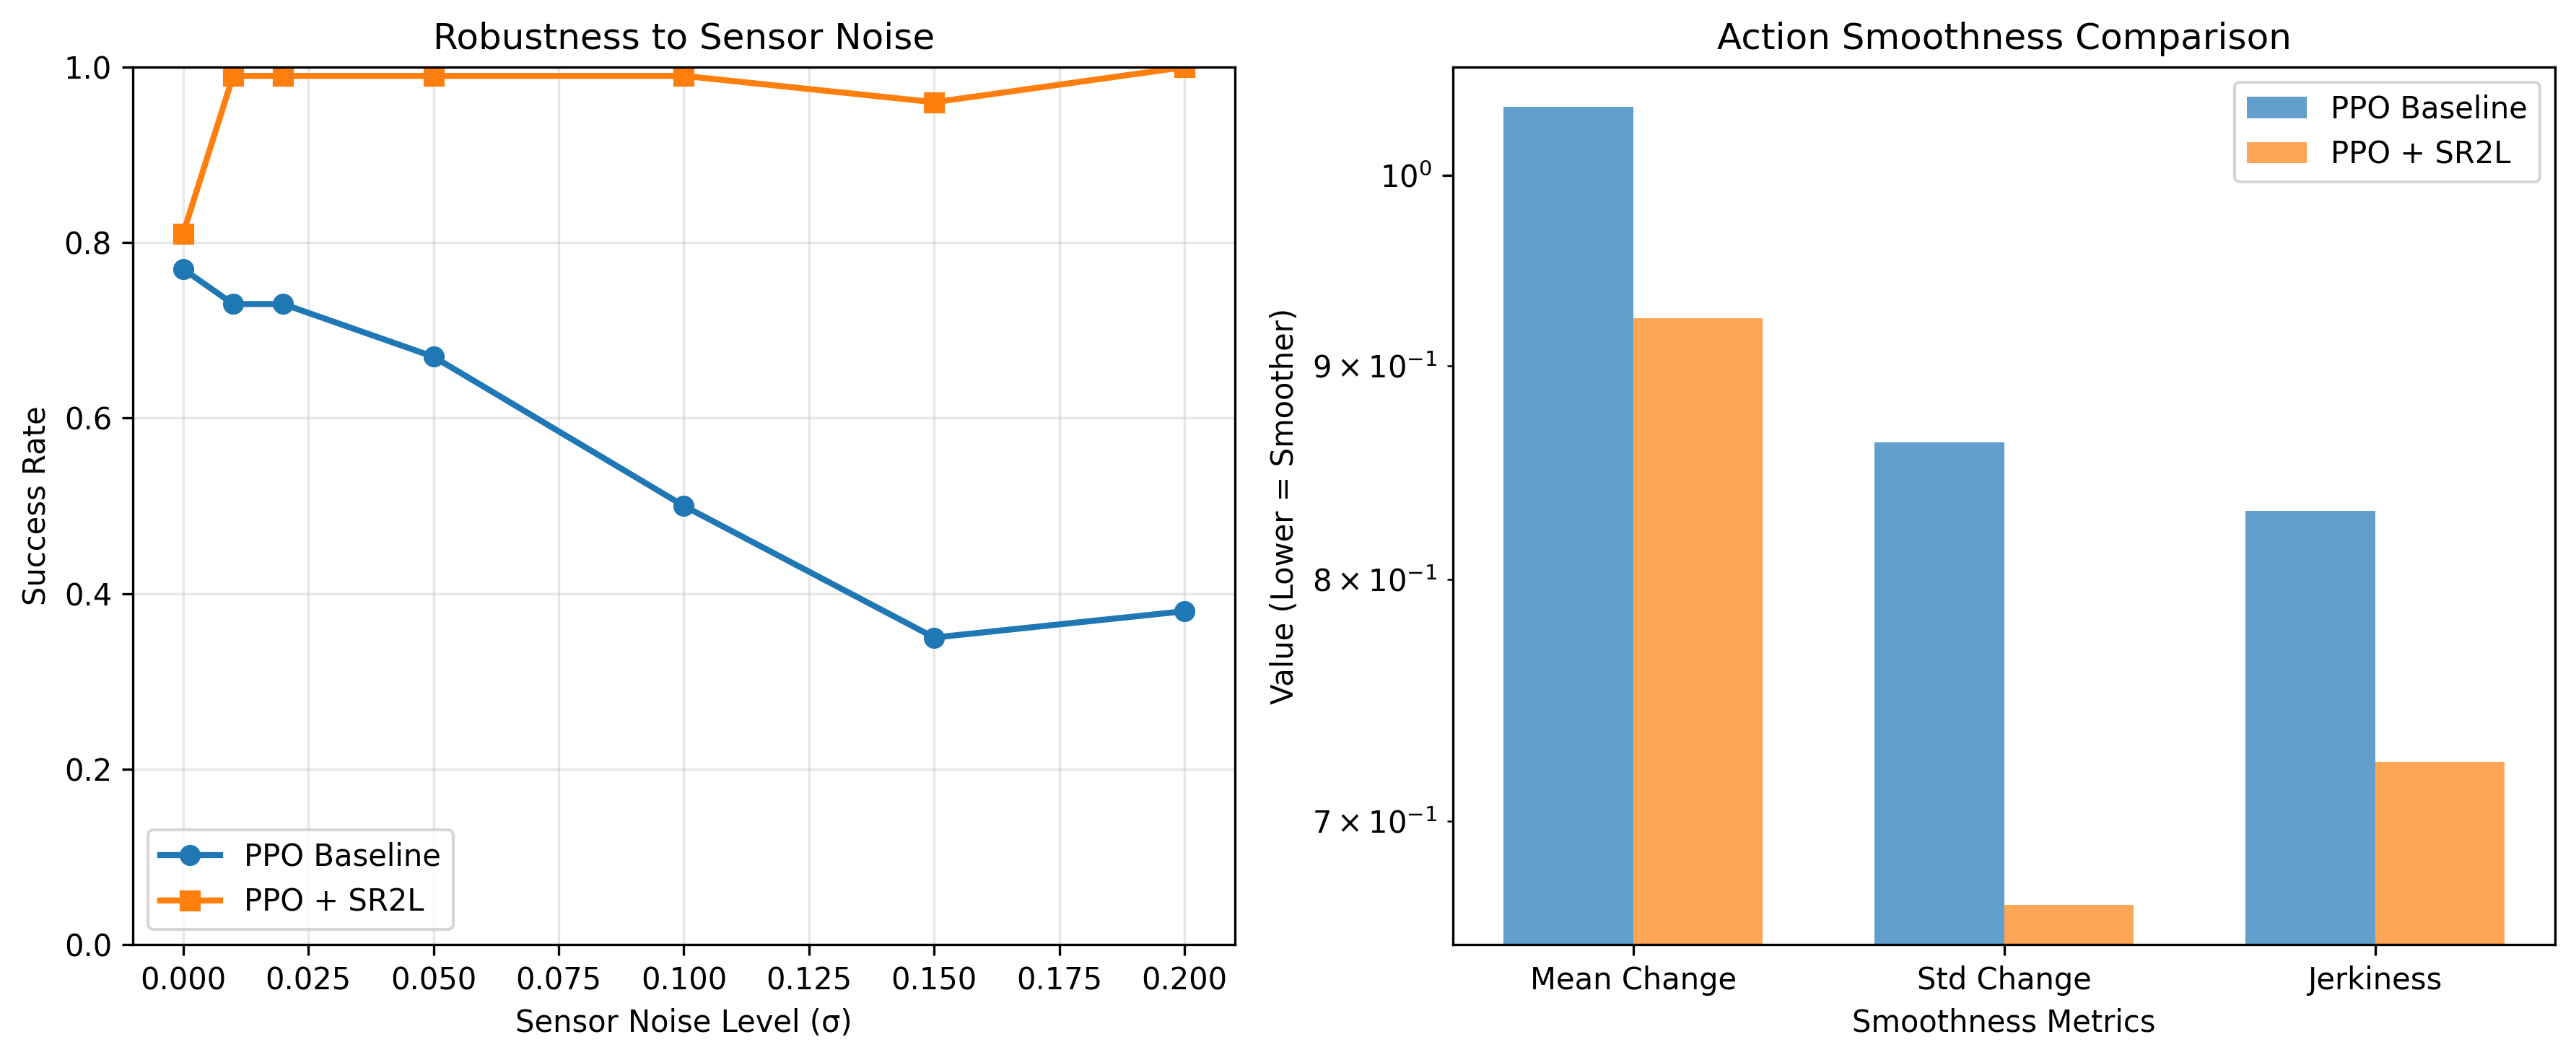 Robustness to Sensor Noise
1.0
0.8
0.6
0.4
0.2
0.0
Success Rate
PPO Baseline
PPO + SR2L
0.000 0.025 0.050 0.075 0.100 0.125 0.150 0.175 0.200
Sensor Noise Level (σ)
Action Smoothness Comparison
PPO Baseline
PPO + SR2L
10⁰
9 × 10⁻¹
8 × 10⁻¹
7 × 10⁻¹
Value (Lower = Smoother)
Mean Change Std Change Jerkiness
Smoothness Metrics